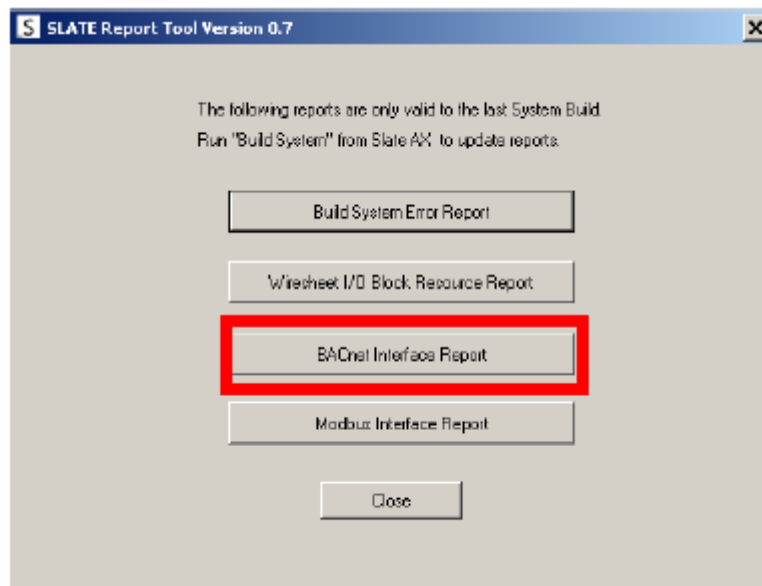 S SLATE Report Tool Version 0.7
The following reports are only valid to the last System Build.
Run "Build System" from Slate AX to update reports.
Build System Error Report
Wiresheet I/O Block Resource Report
BACnet Interface Report
Modbus Interface Report
Close